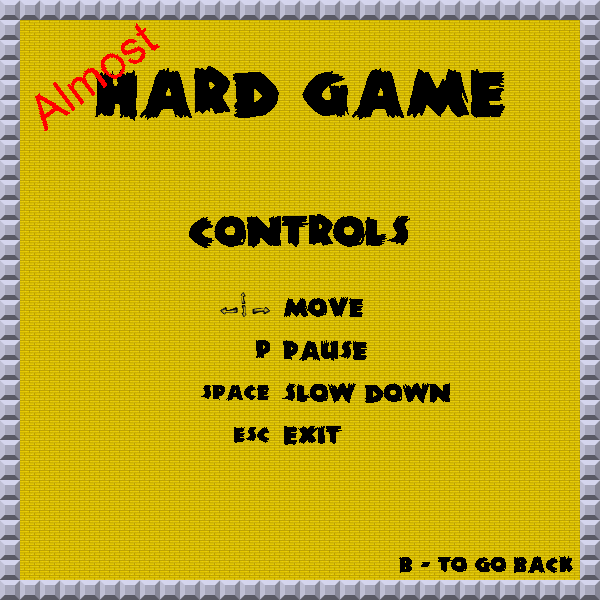 Almost
HARD GAME
CONTROLS
MOVE
P PAUSE
SPACE SLOW DOWN
ESC EXIT
B - TO GO BACK